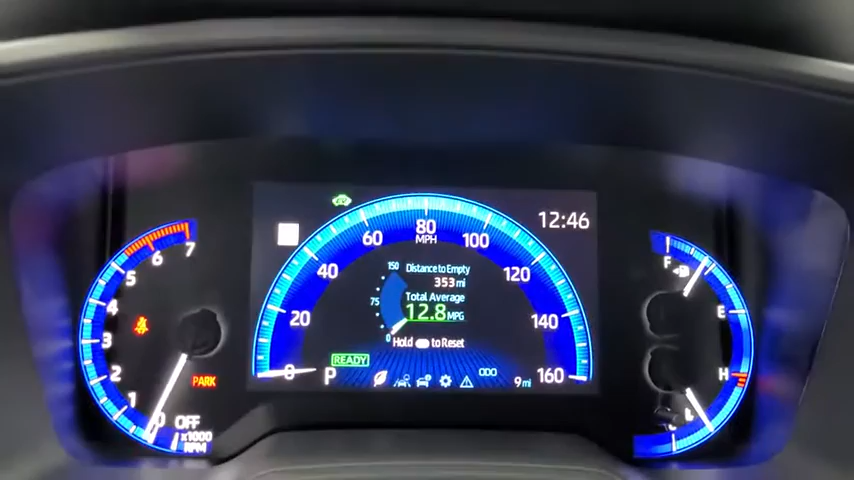 12:46
80
MPH
60
100
40
120
20
140
0
160
150
75
0
Distance to Empty
353 mi
Total Average
12.8 MPG
Hold to Reset
READY
P
ODO
9 mi
7
6
5
4
3
2
1
0
PARK
OFF
x1000
RPM
F
E
H
L